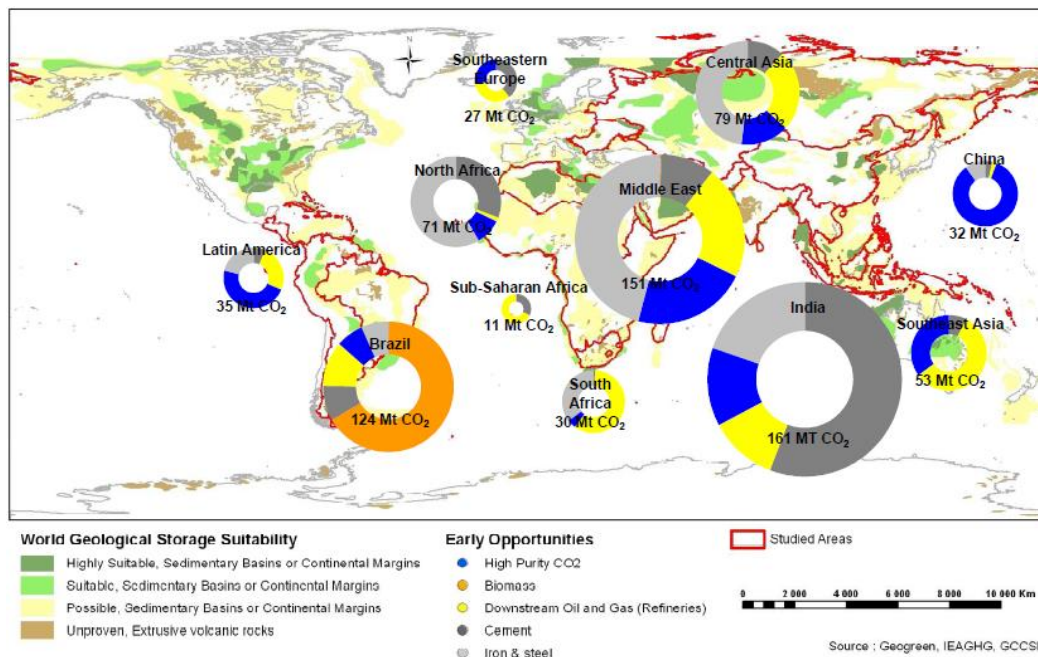 N
Southeastern
Europe
27 Mt CO₂
Central Asia
79 Mt CO₂
North Africa
71 Mt CO₂
Middle East
151 Mt CO₂
China
32 Mt CO₂
Latin America
35 Mt CO₂
Sub-Saharan Africa
11 Mt CO₂
India
161 MT CO₂
Southeast Asia
53 Mt CO₂
Brazil
124 Mt CO₂
South
Africa
30 Mt CO₂
World Geological Storage Suitability
Highly Suitable, Sedimentary Basins or Continental Margins
Suitable, Sedimentary Basins or Continental Margins
Possible, Sedimentary Basins or Continental Margins
Unproven, Extrusive volcanic rocks
Early Opportunities
High Purity CO2
Biomass
Downstream Oil and Gas (Refineries)
Cement
Iron & steel
Studied Areas
0 2 000 4 000 6 000 8 000 10 000 Km
Source : Geogreen, IEAGHG, GCCSI